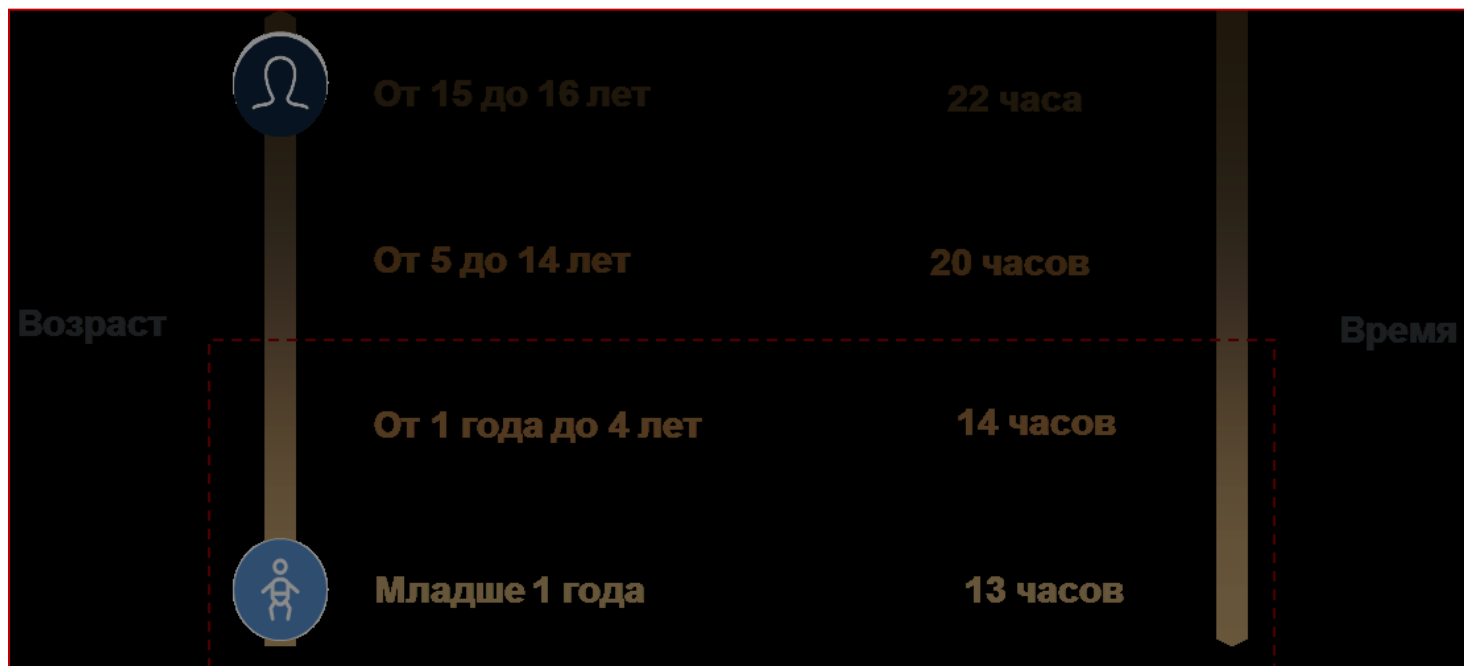 От 15 до 16 лет 22 часа
От 5 до 14 лет 20 часов
Возраст Время
От 1 года до 4 лет 14 часов
Младше 1 года 13 часов